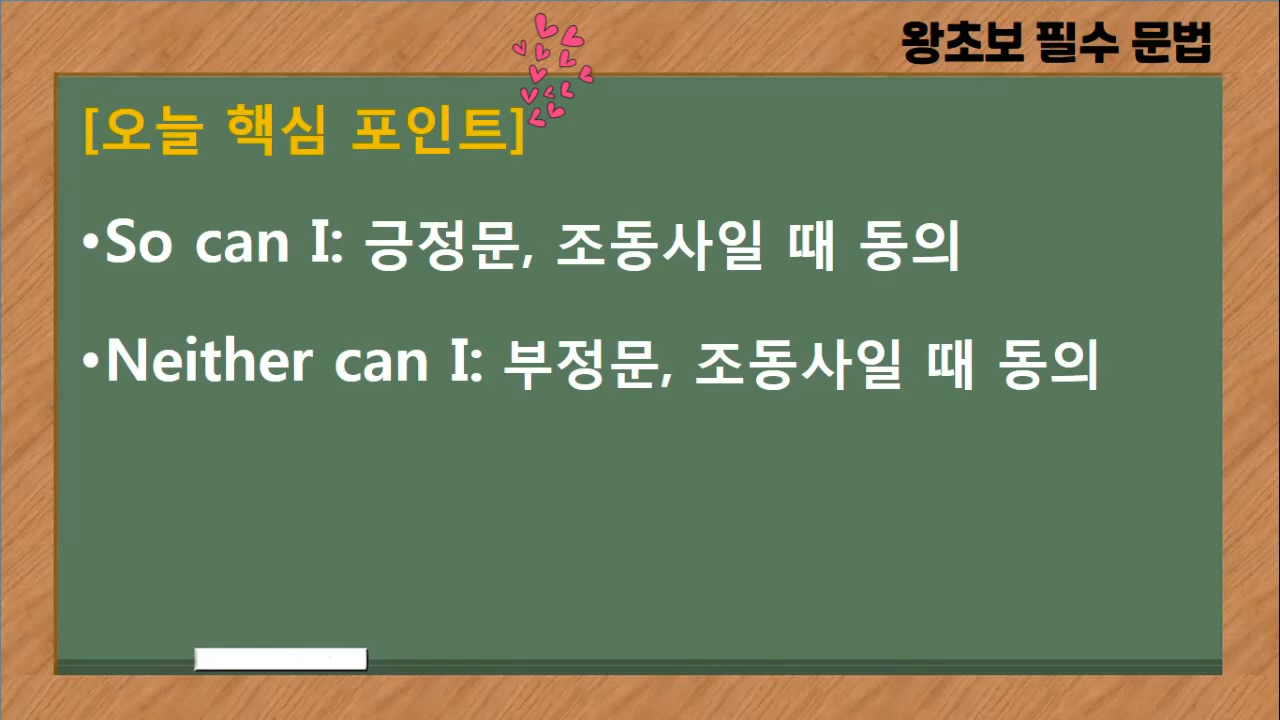 왕초보 필수 문법
[오늘 핵심 포인트]
•So can I: 긍정문, 조동사일 때 동의
•Neither can I: 부정문, 조동사일 때 동의